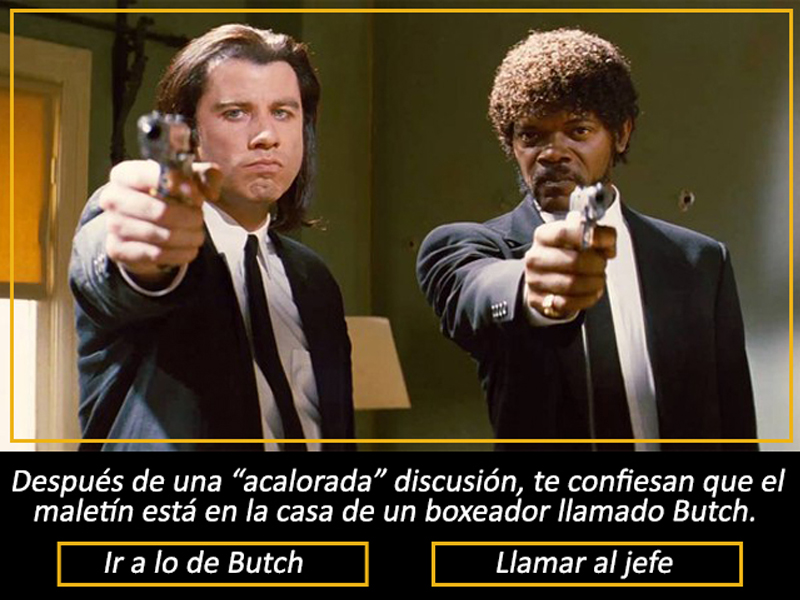 Después de una “acalorada” discusión, te confiesan que el
maletín está en la casa de un boxeador llamado Butch.
Ir a lo de Butch
Llamar al jefe